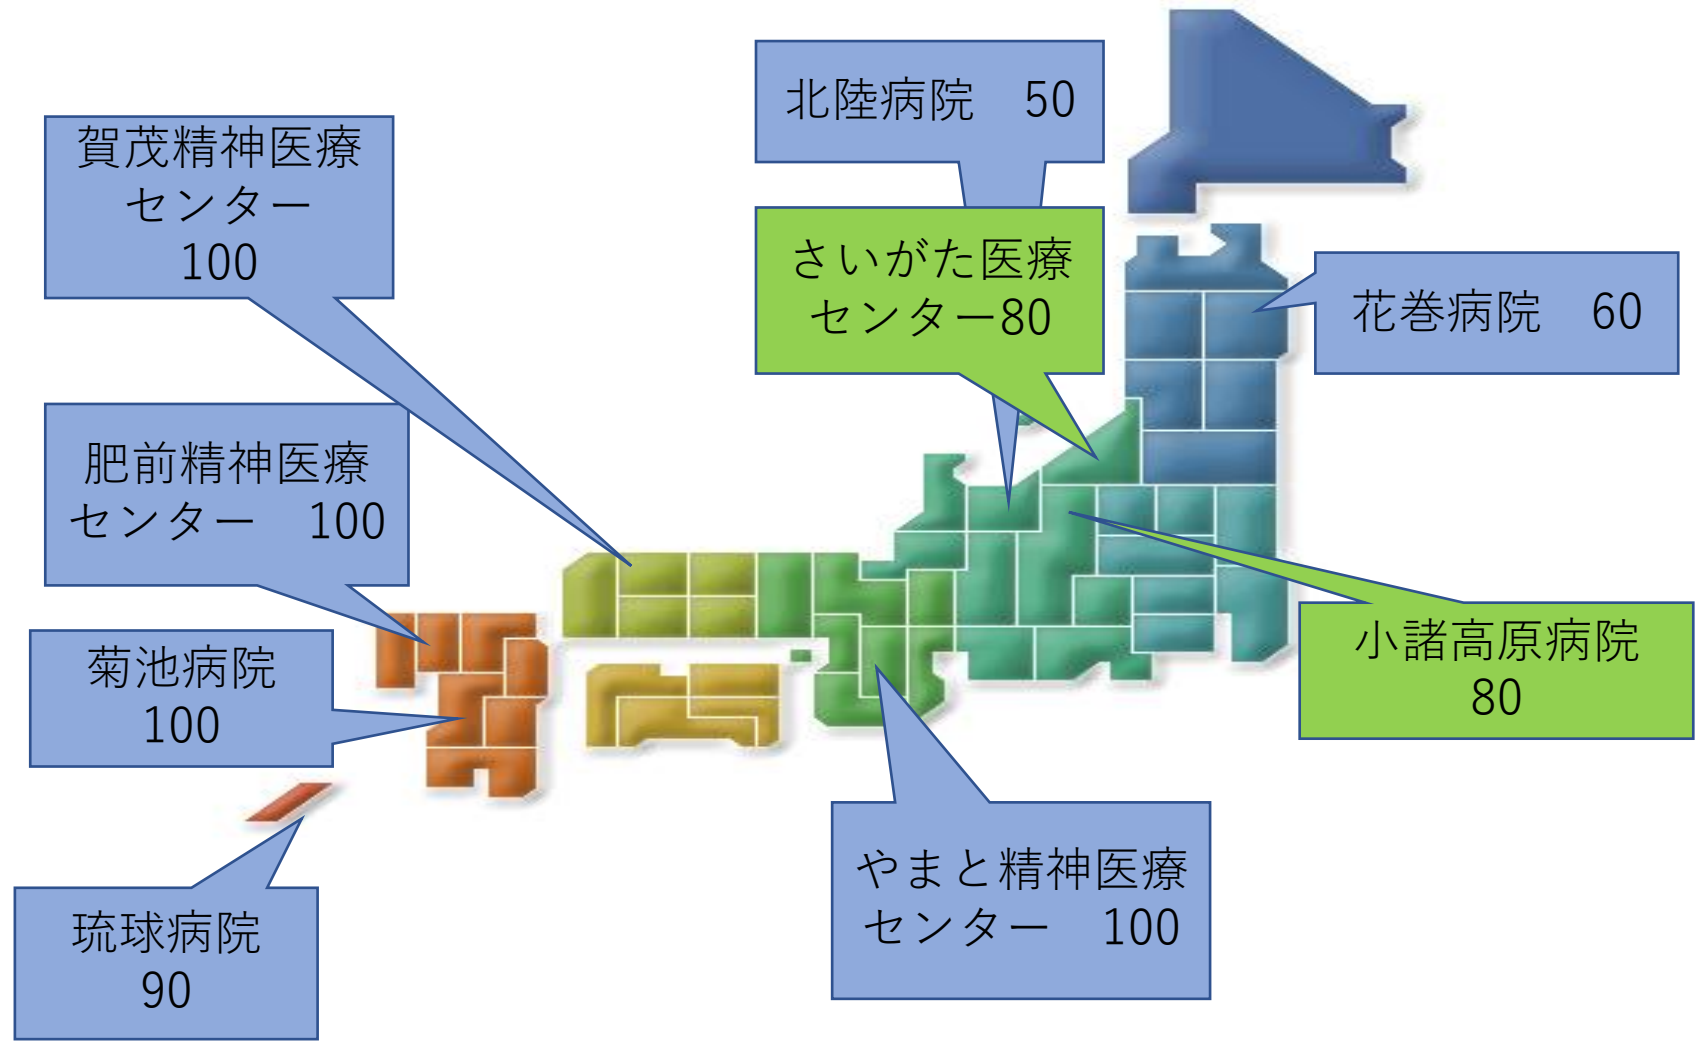 北陸病院　50
賀茂精神医療
センター
100
さいがた医療
センター80
花巻病院　60
肥前精神医療
センター　100
菊池病院
100
小諸高原病院
80
やまと精神医療
センター　100
琉球病院
90